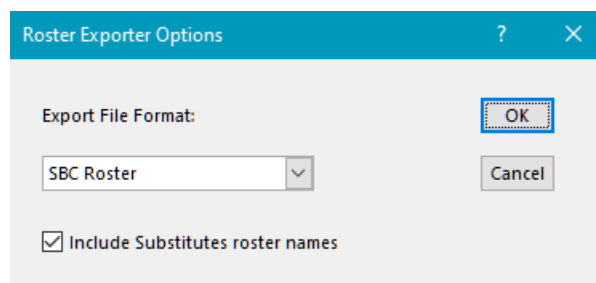 Roster Exporter Options ?
Export File Format:
OK
SBC Roster
Cancel
Include Substitutes roster names